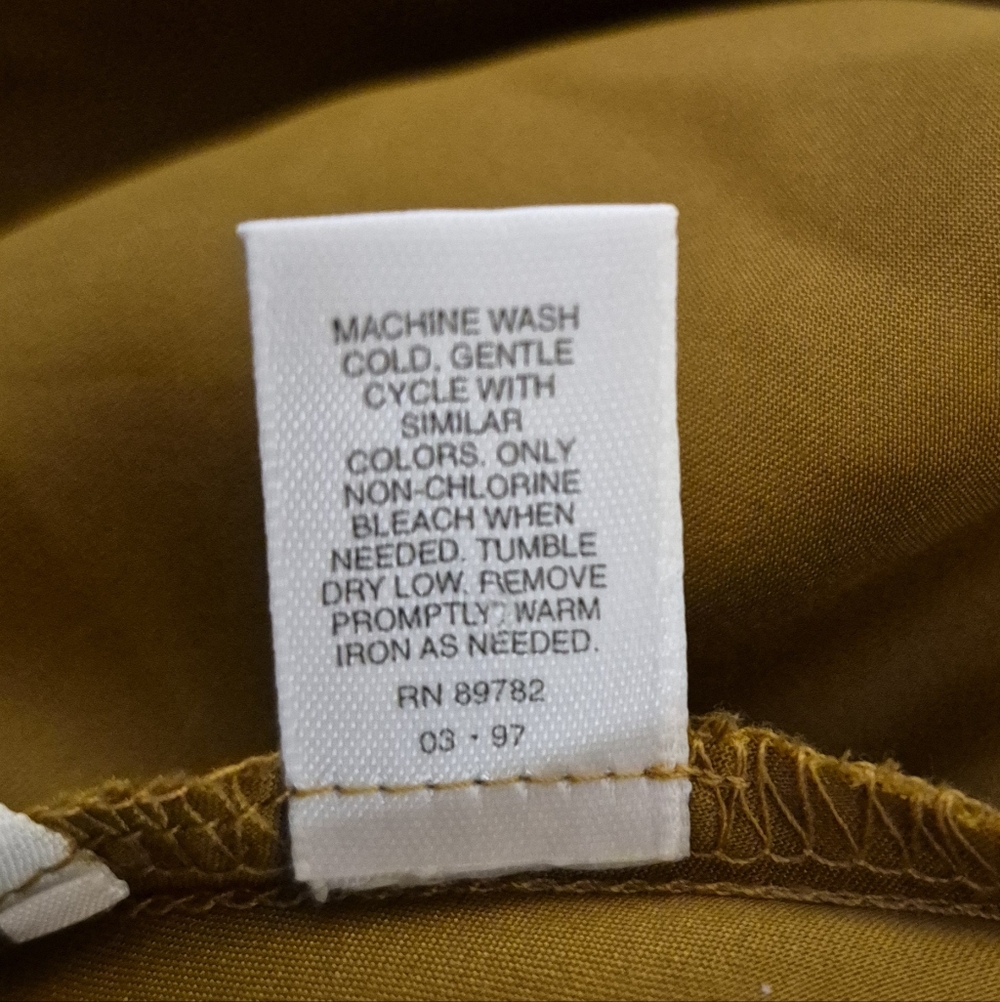 MACHINE WASH
COLD, GENTLE
CYCLE WITH
SIMILAR
COLORS. ONLY
NON-CHLORINE
BLEACH WHEN
NEEDED. TUMBLE
DRY LOW. REMOVE
PROMPTLY. WARM
IRON AS NEEDED.
RN 89782
03 · 97